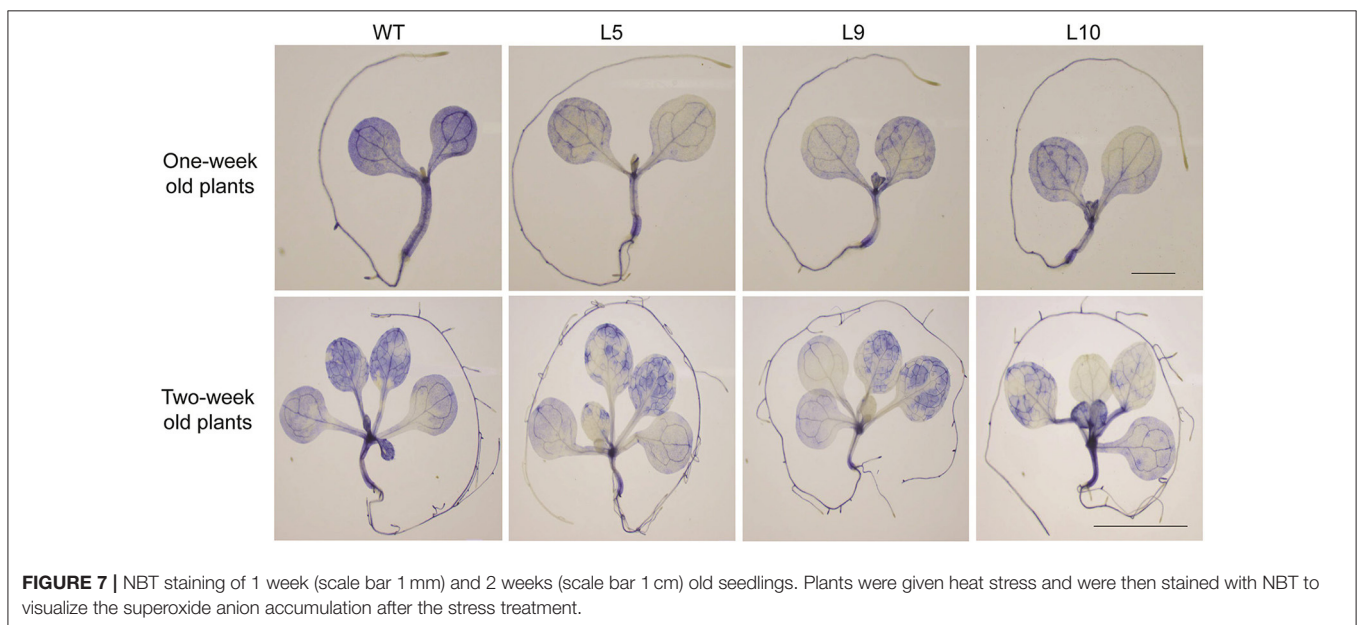 WT L5 L9 L10
One-week
old plants
Two-week
old plants
FIGURE 7 | NBT staining of 1 week (scale bar 1 mm) and 2 weeks (scale bar 1 cm) old seedlings. Plants were given heat stress and were then stained with NBT to
visualize the superoxide anion accumulation after the stress treatment.